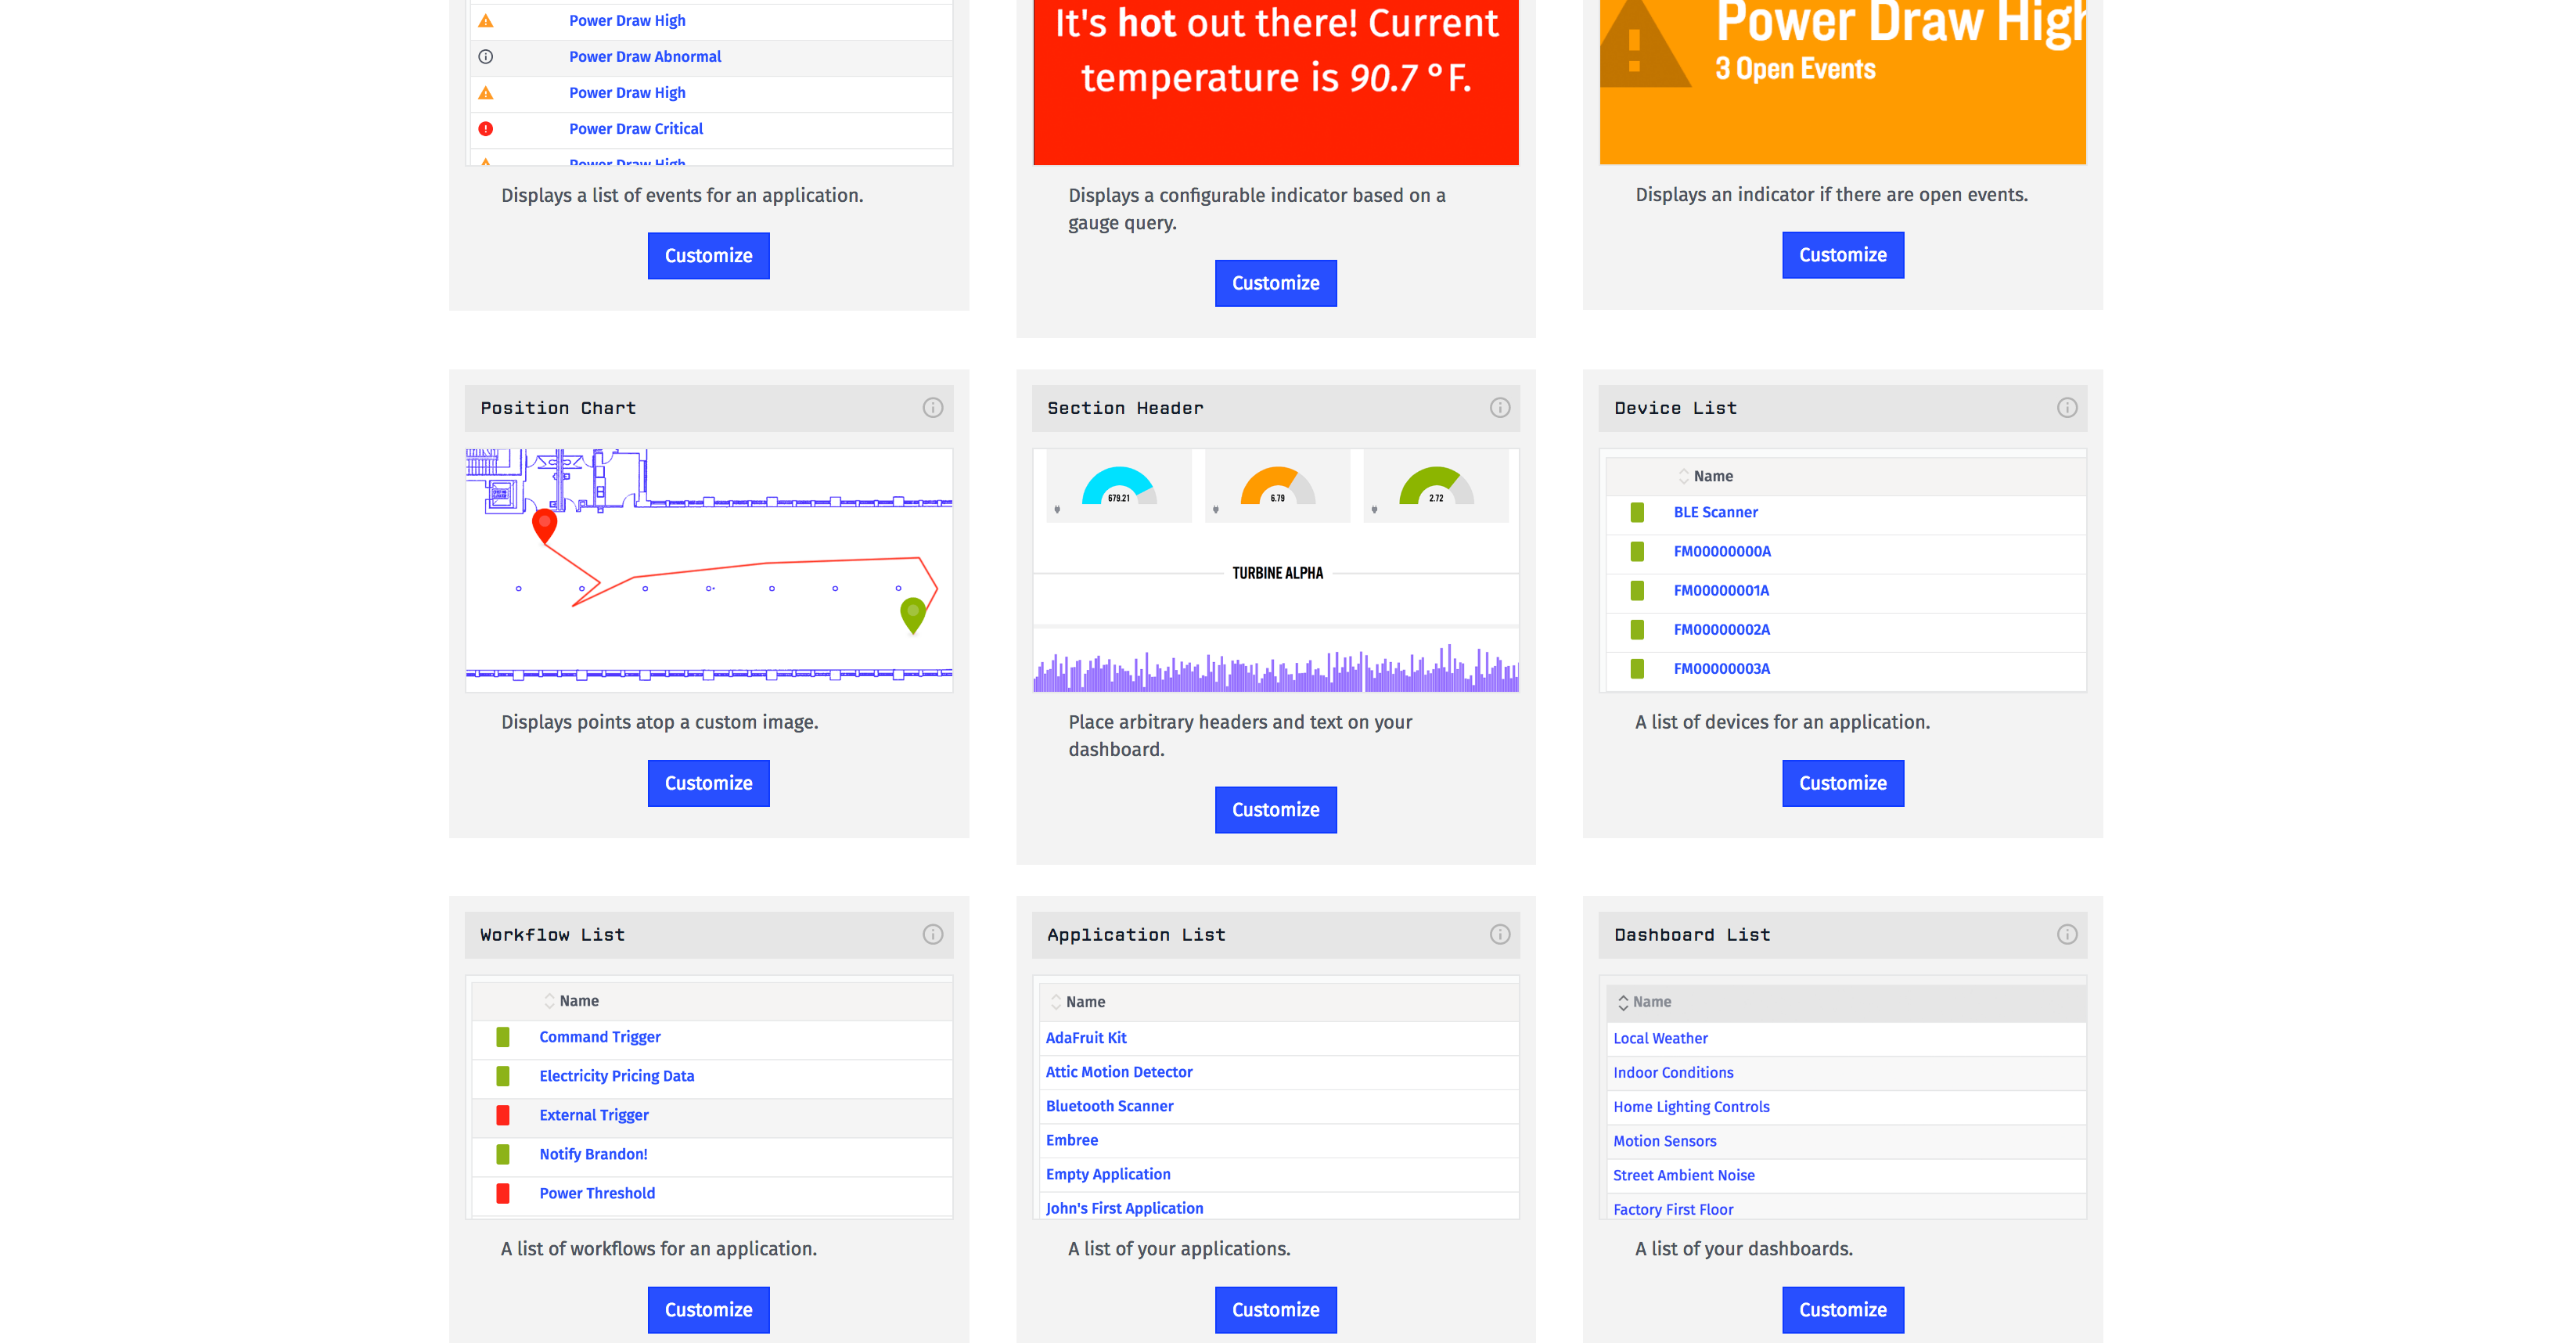 Power Draw High
Power Draw Abnormal
Power Draw High
Power Draw Critical
Power Draw High
Displays a list of events for an application.
Customize
It's hot out there! Current
temperature is 90.7 °F.
Displays a configurable indicator based on a
gauge query.
Customize
Power Draw High
3 Open Events
Displays an indicator if there are open events.
Customize
Position Chart
Displays points atop a custom image.
Customize
Section Header
679.21
6.79
2.72
TURBINE ALPHA
Place arbitrary headers and text on your
dashboard.
Customize
Device List
Name
BLE Scanner
FM00000000A
FM00000001A
FM00000002A
FM00000003A
A list of devices for an application.
Customize
Workflow List
Name
Command Trigger
Electricity Pricing Data
External Trigger
Notify Brandon!
Power Threshold
A list of workflows for an application.
Customize
Application List
Name
AdaFruit Kit
Attic Motion Detector
Bluetooth Scanner
Embree
Empty Application
John's First Application
A list of your applications.
Customize
Dashboard List
Name
Local Weather
Indoor Conditions
Home Lighting Controls
Motion Sensors
Street Ambient Noise
Factory First Floor
A list of your dashboards.
Customize